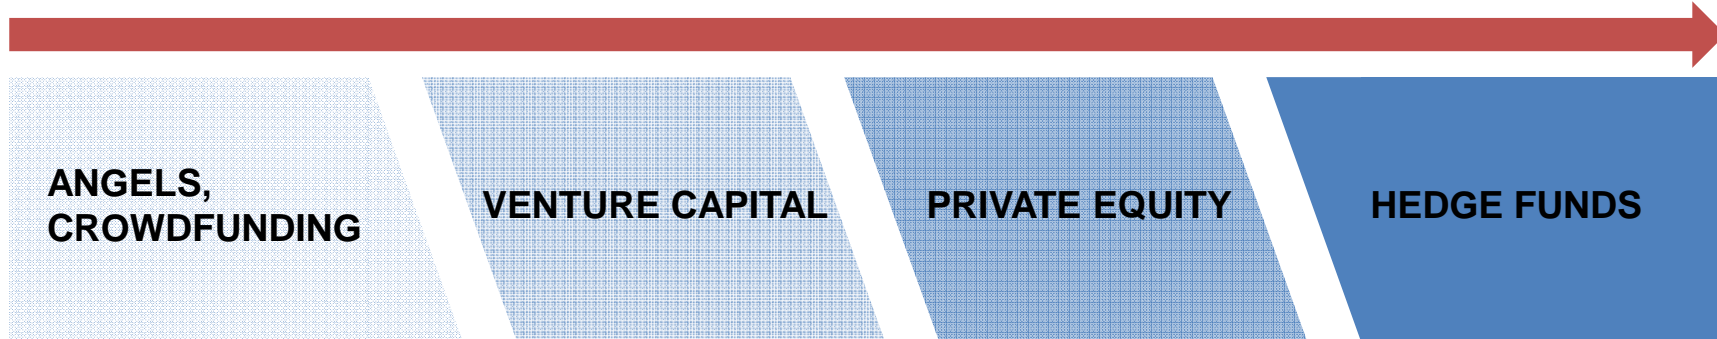 ANGELS,
CROWDFUNDING
VENTURE CAPITAL
PRIVATE EQUITY
HEDGE FUNDS